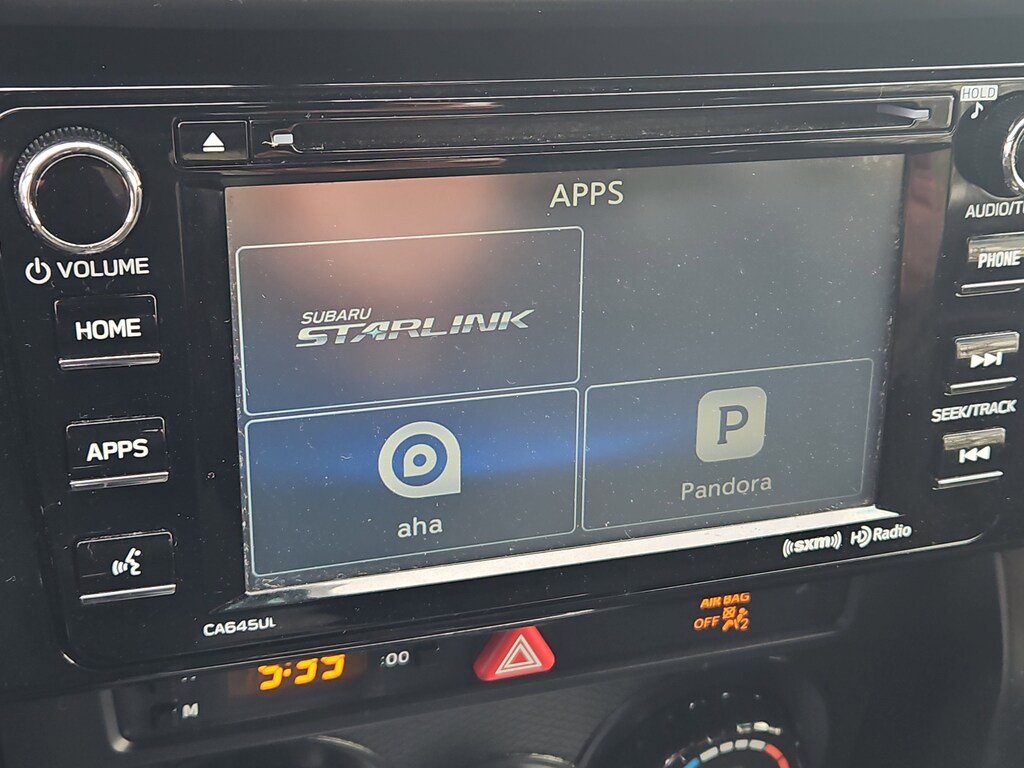 HOLD
APPS
AUDIO/T
VOLUME
PHONE
HOME
SUBARU
STARLINK
SEEK/TRACK
APPS
P
Pandora
aha
((sxm)) HD Radio
CA645UL
AIR BAG
OFF 2
:00
M